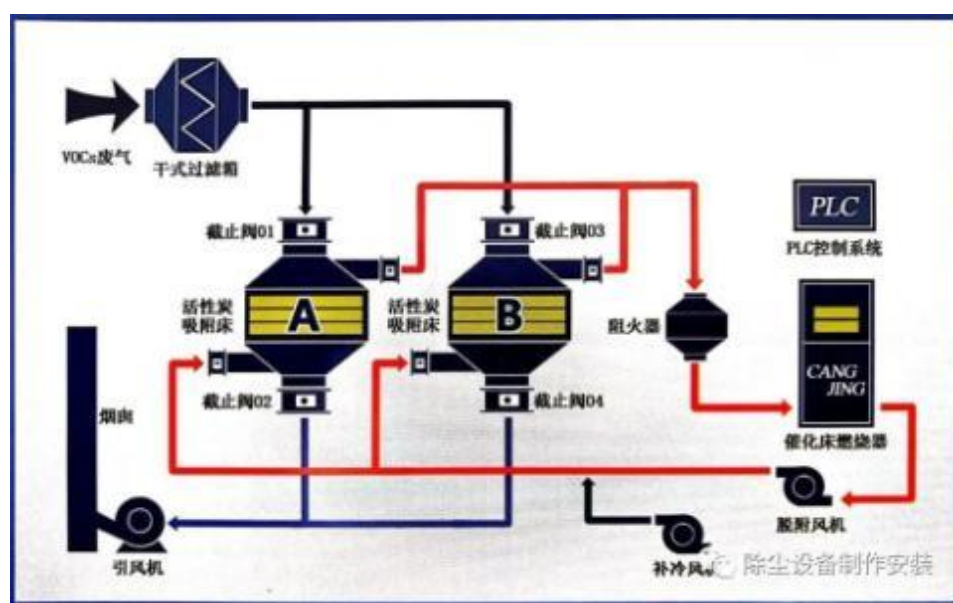 VOCs废气
干式过滤箱
截止阀01
截止阀03
PLC
PLC控制系统
活性炭
吸附床
A
活性炭
吸附床
B
阻火器
CANG
JING
截止阀02
截止阀04
烟囱
催化床燃烧器
脱附风机
引风机
补冷风
除尘设备制作安装